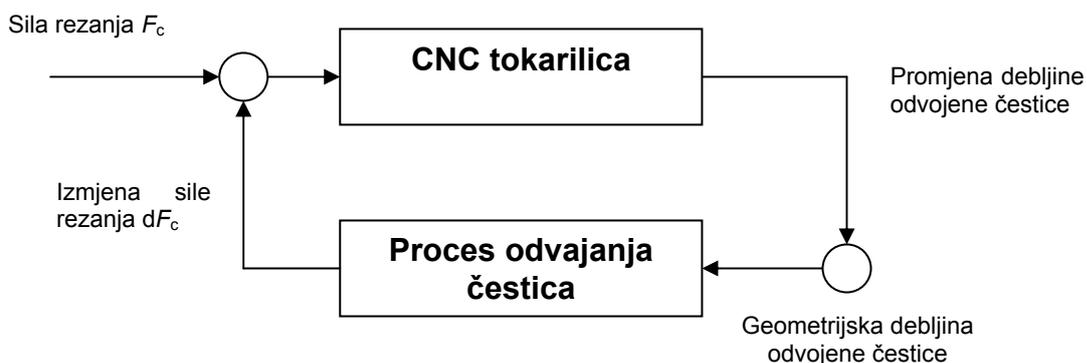 Sila rezanja Fc
CNC tokarilica
Promjena debljine
odvojene čestice
Izmjena sile
rezanja dFc
Proces odvajanja
čestica
Geometrijska debljina
odvojene čestice